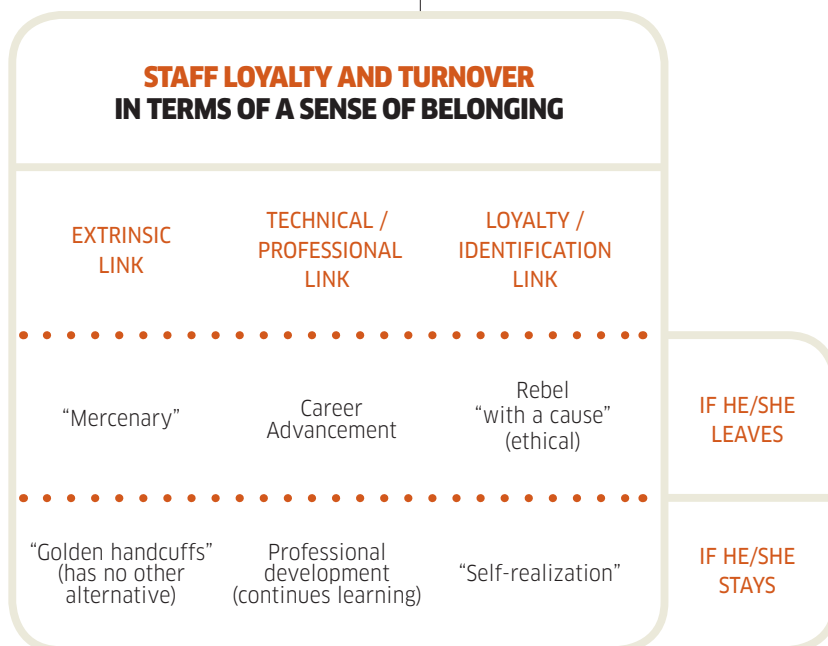 STAFF LOYALTY AND TURNOVER
IN TERMS OF A SENSE OF BELONGING
EXTRINSIC
LINK
TECHNICAL /
PROFESSIONAL
LINK
LOYALTY /
IDENTIFICATION
LINK
“Mercenary”
Career
Advancement
Rebel
“with a cause”
(ethical)
IF HE/SHE
LEAVES
“Golden handcuffs”
(has no other
alternative)
Professional
development
(continues learning)
“Self-realization”
IF HE/SHE
STAYS